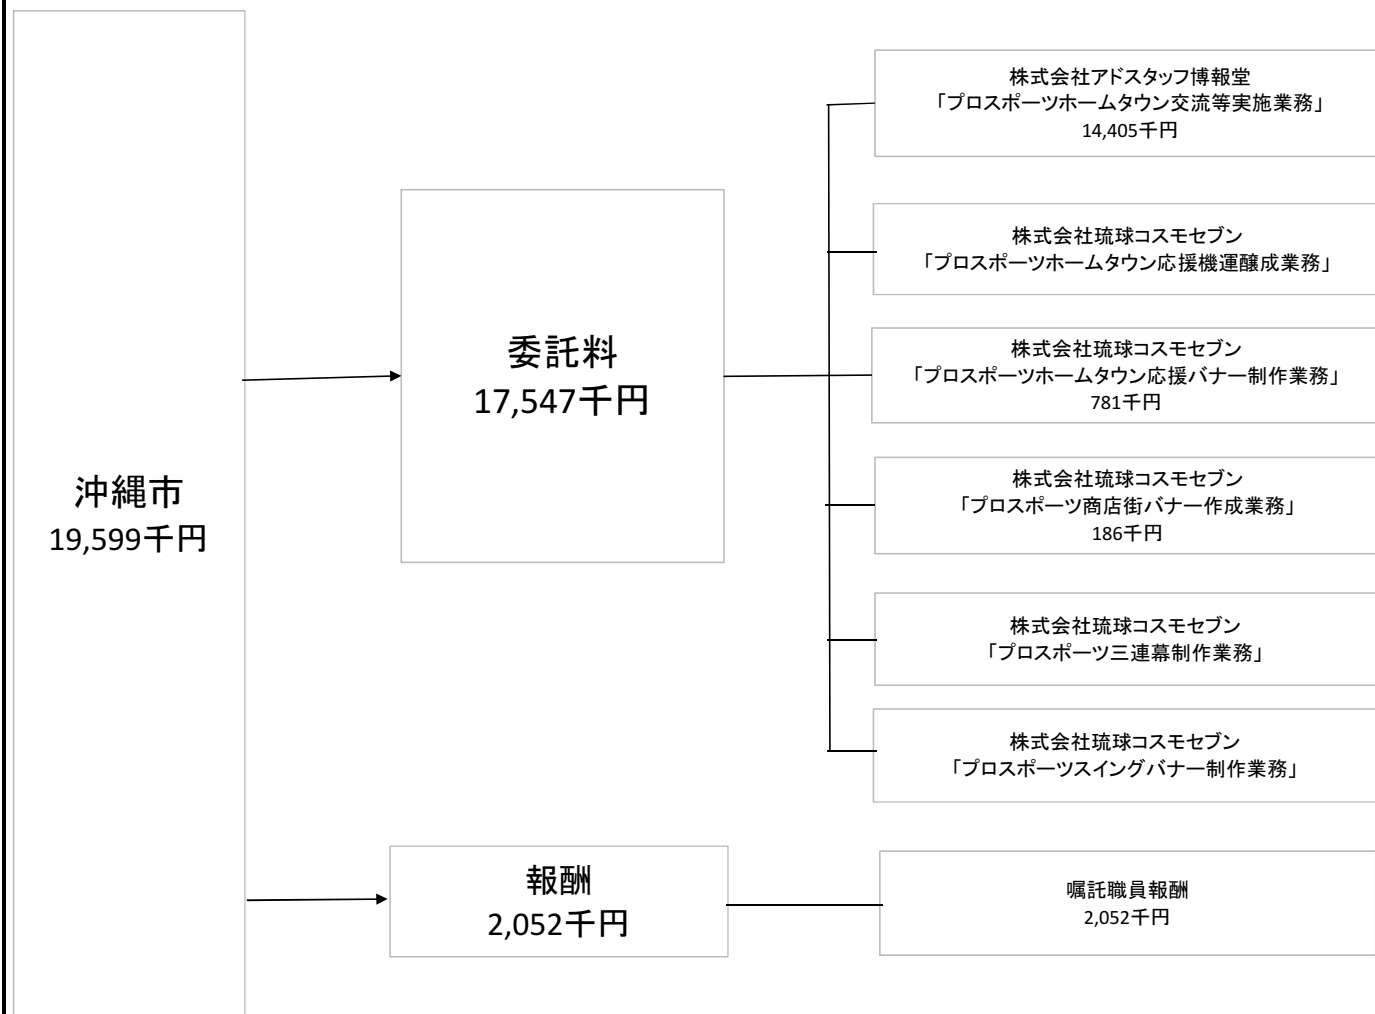 沖縄市
19,599千円
委託料
17,547千円
株式会社アドスタッフ博報堂
「プロスポーツホームタウン交流等実施業務」
14,405千円
株式会社琉球コスモセブン
「プロスポーツホームタウン応援機運醸成業務」
株式会社琉球コスモセブン
「プロスポーツホームタウン応援バナー制作業務」
781千円
株式会社琉球コスモセブン
「プロスポーツ商店街バナー作成業務」
186千円
株式会社琉球コスモセブン
「プロスポーツ三連幕制作業務」
株式会社琉球コスモセブン
「プロスポーツスイングバナー制作業務」
報酬
2,052千円
嘱託職員報酬
2,052千円